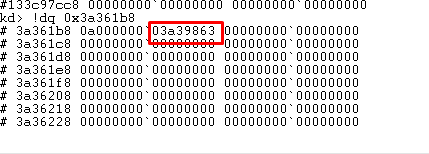 #133c97cc8 00000000`00000000 00000000`00000000
kd> !dq 0x3a361b8
# 3a361b8 0a000000`03a39863 00000000`00000000
# 3a361c8 00000000`00000000 00000000`00000000
# 3a361d8 00000000`00000000 00000000`00000000
# 3a361e8 00000000`00000000 00000000`00000000
# 3a361f8 00000000`00000000 00000000`00000000
# 3a36208 00000000`00000000 00000000`00000000
# 3a36218 00000000`00000000 00000000`00000000
# 3a36228 00000000`00000000 00000000`00000000